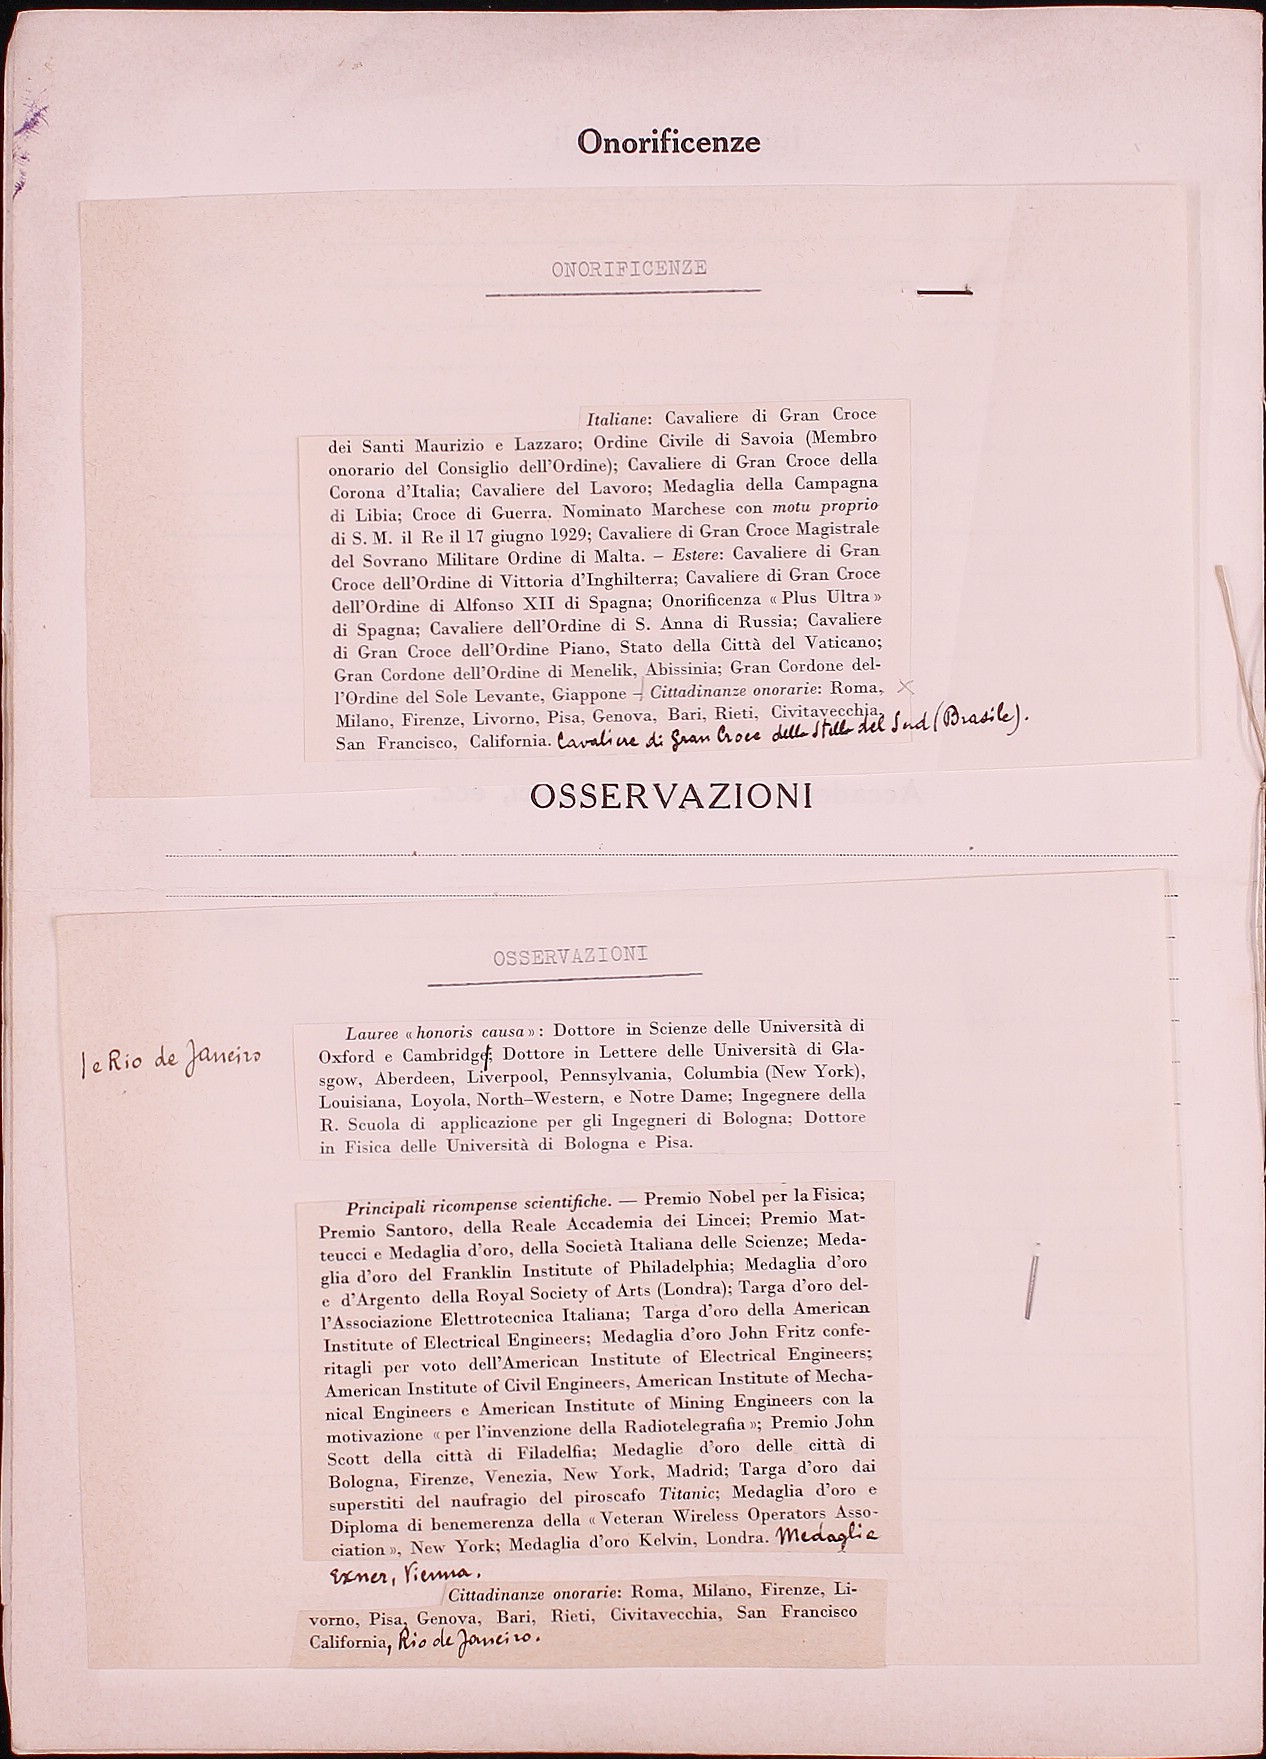 Onorificenze
ONORIFICENZE
Italiane: Cavaliere di Gran Croce
dei Santi Maurizio e Lazzaro; Ordine Civile di Savoia (Membro
onorario del Consiglio dell'Ordine); Cavaliere di Gran Croce della
Corona d'Italia; Cavaliere del Lavoro; Medaglia della Campagna
di Libia; Croce di Guerra. Nominato Marchese con motu proprio
di S. M. il Re il 17 giugno 1929; Cavaliere di Gran Croce Magistrale
del Sovrano Militare Ordine di Malta. – Estere: Cavaliere di Gran
Croce dell'Ordine di Vittoria d'Inghilterra; Cavaliere di Gran Croce
dell'Ordine di Alfonso XII di Spagna; Onorificenza « Plus Ultra »
di Spagna; Cavaliere dell'Ordine di S. Anna di Russia; Cavaliere
di Gran Croce dell'Ordine Piano, Stato della Città del Vaticano;
Gran Cordone dell'Ordine di Menelik, Abissinia; Gran Cordone del-
l'Ordine del Sole Levante, Giappone – Cittadinanze onorarie: Roma,
Milano, Firenze, Livorno, Pisa, Genova, Bari, Rieti, Civitavecchia,
San Francisco, California. Cavaliere di Gran Croce della Stella del Sud (Brasile).
OSSERVAZIONI
OSSERVAZIONI
Lauree « honoris causa » : Dottore in Scienze delle Università di
Oxford e Cambridge; Dottore in Lettere delle Università di Gla-
e Rio de Janeiro
sgow, Aberdeen, Liverpool, Pennsylvania, Columbia (New York),
Louisiana, Loyola, North–Western, e Notre Dame; Ingegnere della
R. Scuola di applicazione per gli Ingegneri di Bologna; Dottore
in Fisica delle Università di Bologna e Pisa.
Principali ricompense scientifiche. — Premio Nobel per la Fisica;
Premio Santoro, della Reale Accademia dei Lincei; Premio Mat-
teucci e Medaglia d'oro, della Società Italiana delle Scienze; Meda-
glia d'oro del Franklin Institute of Philadelphia; Medaglia d'oro
e d'Argento della Royal Society of Arts (Londra); Targa d'oro del-
l'Associazione Elettrotecnica Italiana; Targa d'oro della American
Institute of Electrical Engineers; Medaglia d'oro John Fritz confe-
ritagli per voto dell'American Institute of Electrical Engineers;
American Institute of Civil Engineers, American Institute of Mecha-
nical Engineers e American Institute of Mining Engineers con la
motivazione « per l'invenzione della Radiotelegrafia »; Premio John
Scott della città di Filadelfia; Medaglie d'oro delle città di
Bologna, Firenze, Venezia, New York, Madrid; Targa d'oro dai
superstiti del naufragio del piroscafo Titanic; Medaglia d'oro e
Diploma di benemerenza della « Veteran Wireless Operators Asso-
ciation », New York; Medaglia d'oro Kelvin, Londra. Medaglia
Exner, Vienna.
Cittadinanze onorarie: Roma, Milano, Firenze, Li-
vorno, Pisa, Genova, Bari, Rieti, Civitavecchia, San Francisco
California, Rio de Janeiro.